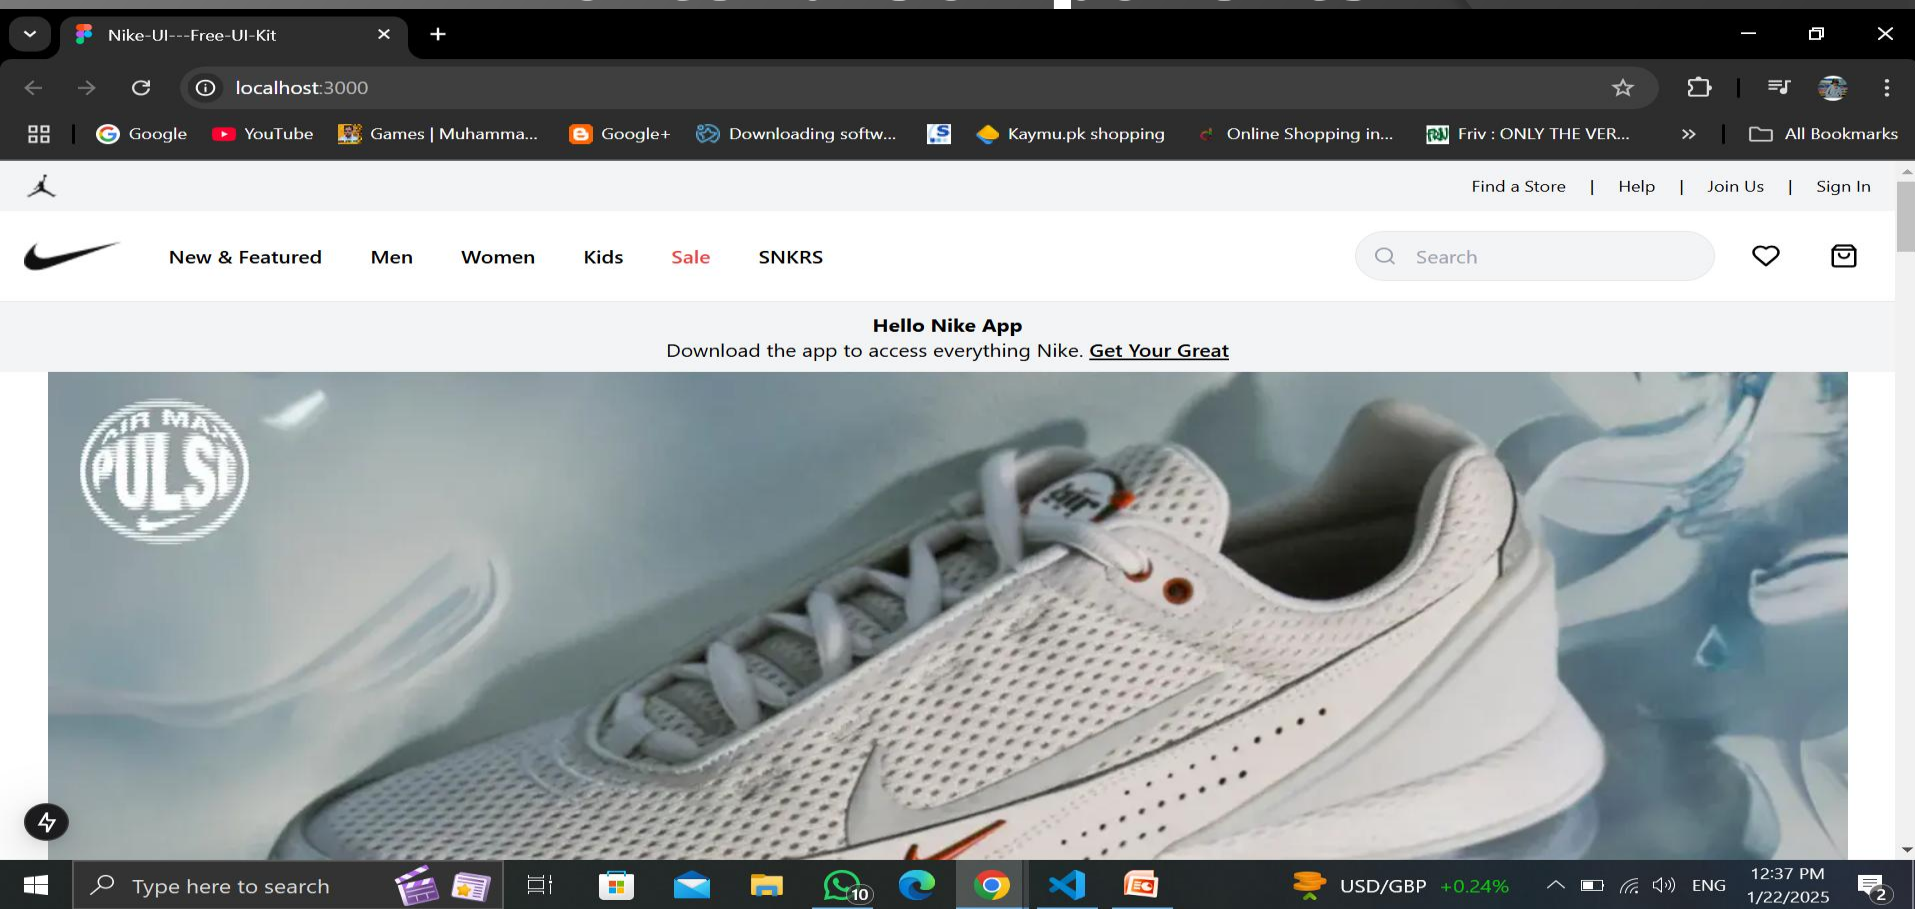 Nike-UI---Free-UI-Kit
localhost:3000
Google YouTube Games | Muhamma... Google+ Downloading softw... Kaymu.pk shopping Online Shopping in... Friv : ONLY THE VER... » All Bookmarks
Find a Store | Help | Join Us | Sign In
New & Featured Men Women Kids Sale SNKRS Search
Hello Nike App
Download the app to access everything Nike. Get Your Great
AIR MAX
PULSE
air
Type here to search 10 USD/GBP +0.24% ENG 12:37 PM
1/22/2025 2